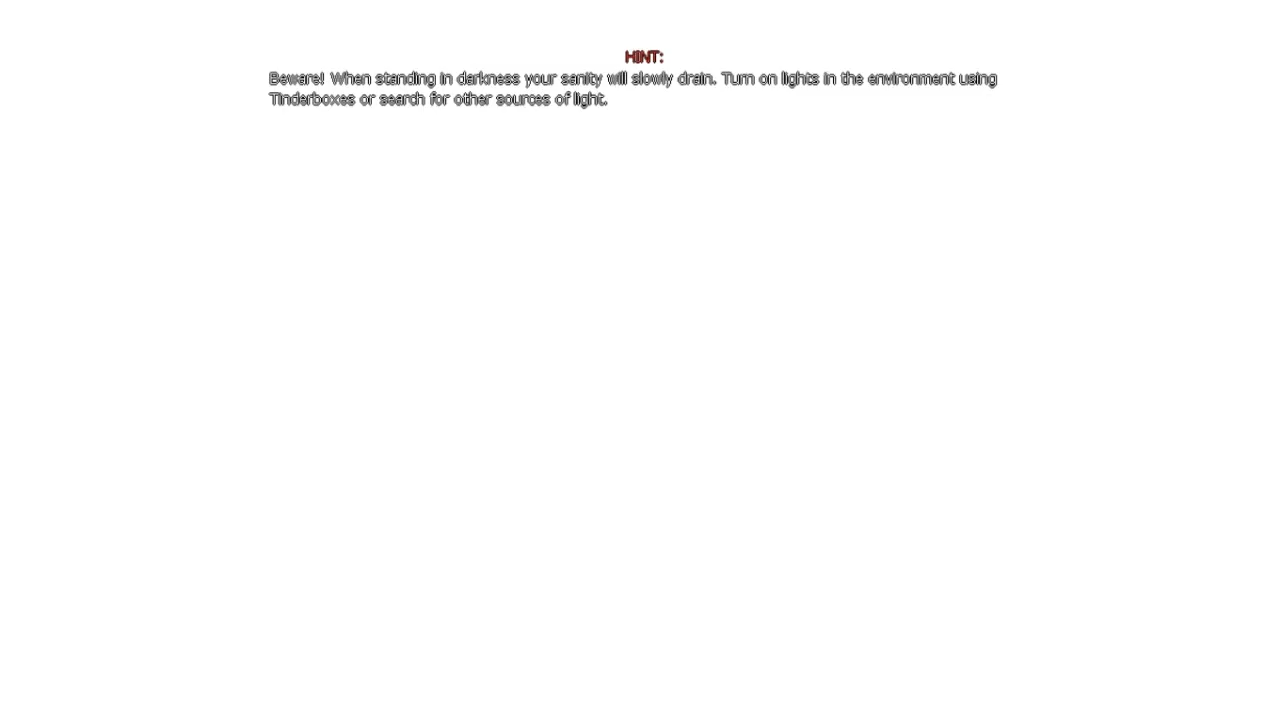 HINT:
Beware! When standing in darkness your sanity will slowly drain. Turn on lights in the environment using
Tinderboxes or search for other sources of light.